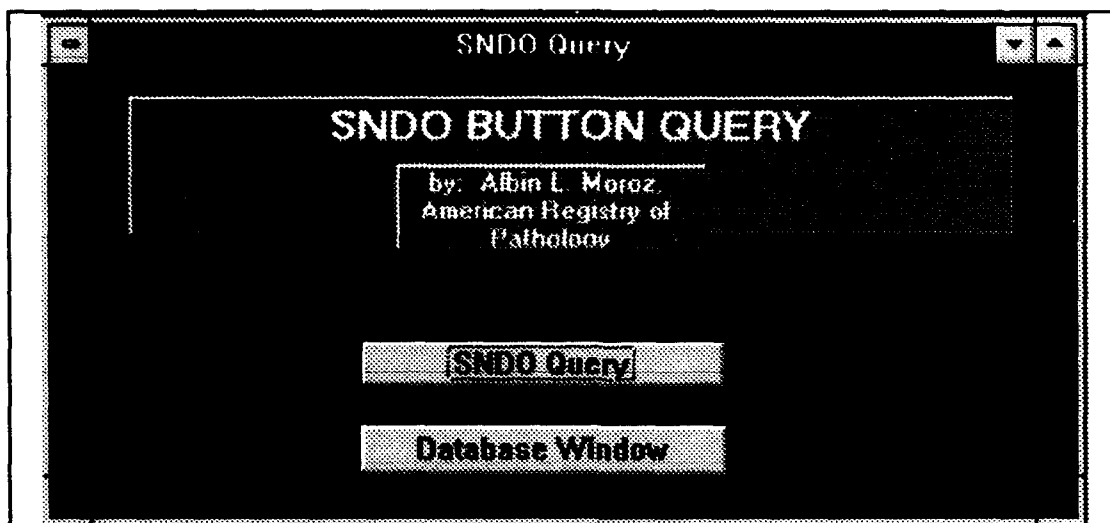 SNDO Query
SNDO BUTTON QUERY
by: Albin L. Moroz,
American Registry of
Pathology
SNDO Query
Database Window